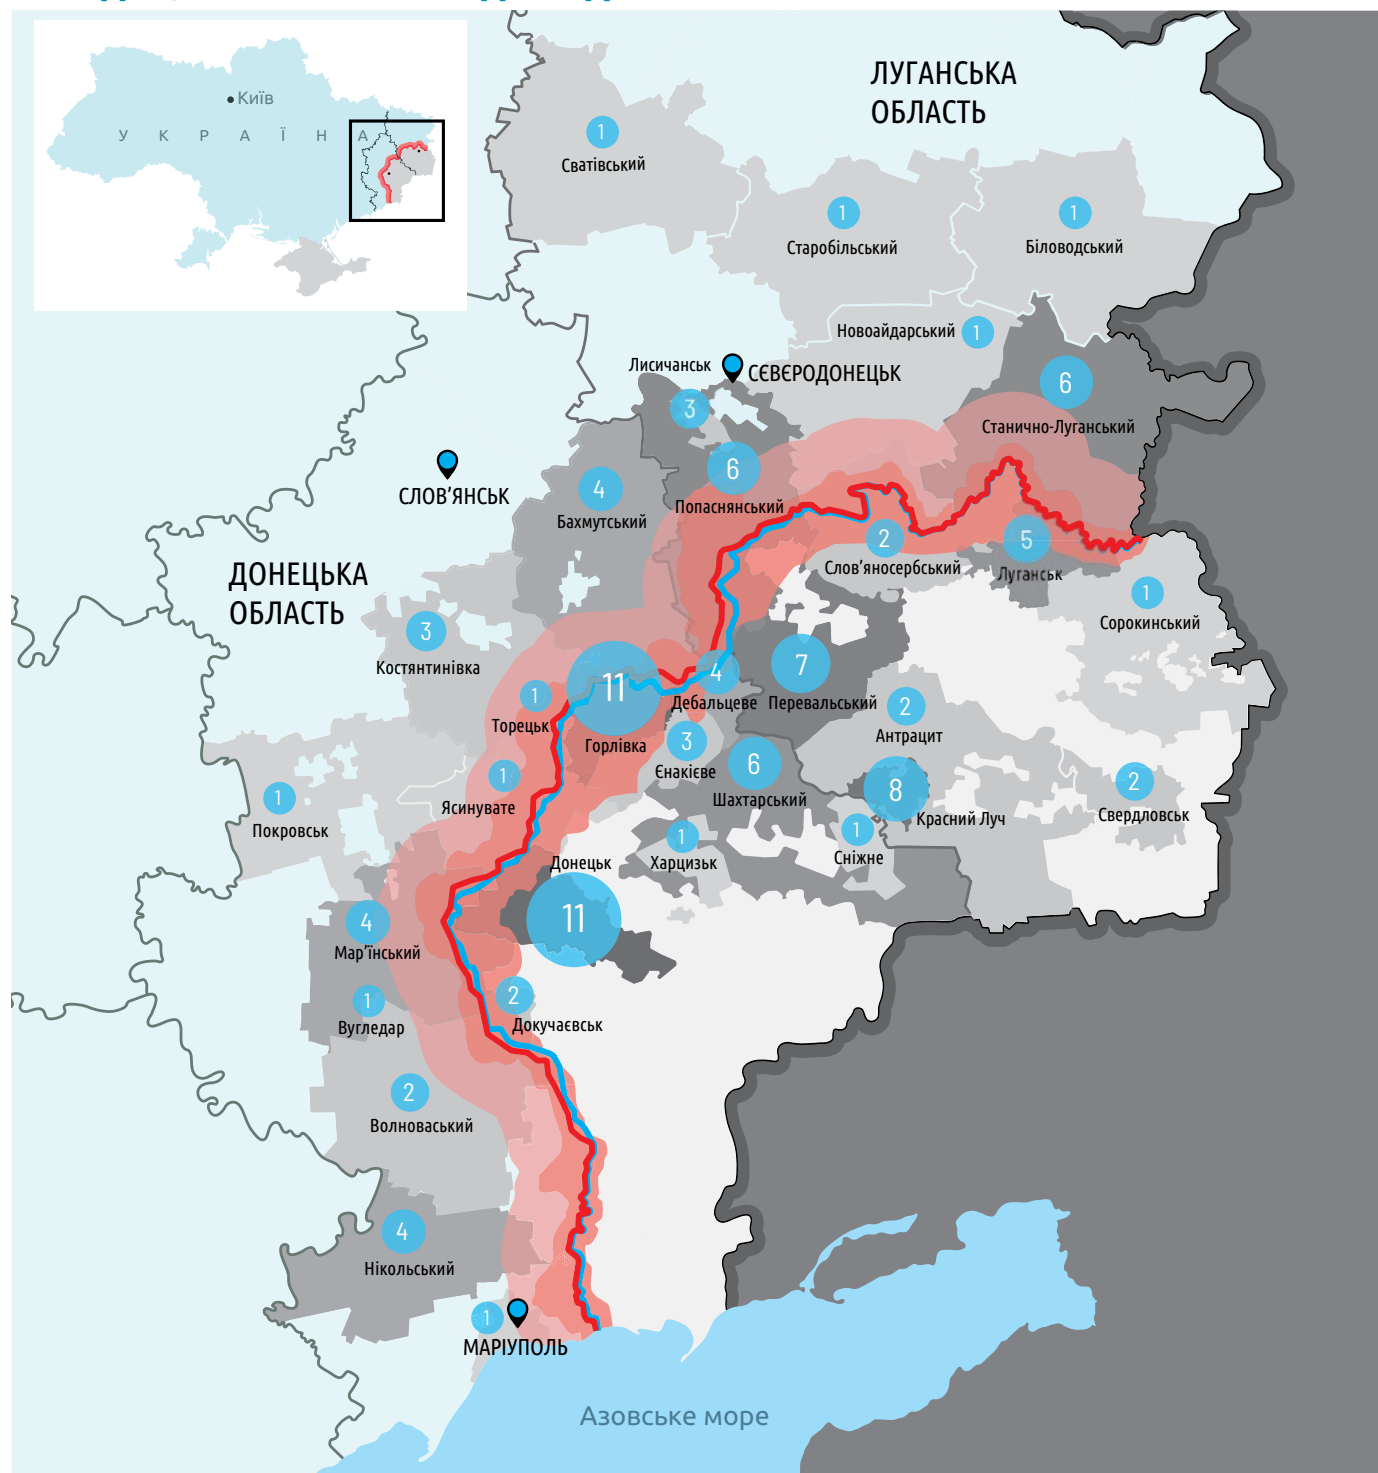 Київ
УКРАЇНА
ЛУГАНСЬКА
ОБЛАСТЬ
1
Сватівський
1
Старобільський
1
Біловодський
Новоайдарський
1
Лисичанськ
3
СЄВЄРОДОНЕЦЬК
6
Станично-Луганський
СЛОВ'ЯНСЬК
4
Бахмутський
6
Попаснянський
2
Слов'яносербський
5
Луганськ
ДОНЕЦЬКА
ОБЛАСТЬ
1
Сорокинський
3
Костянтинівка
1
Торецьк
11
Горлівка
4
Дебальцеве
7
Перевальський
2
Антрацит
3
Єнакієве
6
Шахтарський
8
Красний Луч
2
Свердловськ
1
Ясинувате
1
Покровськ
1
Харцизьк
1
Сніжне
Донецьк
11
4
Мар'їнський
1
Вугледар
2
Докучаєвськ
2
Волноваський
4
Нікольський
1
МАРІУПОЛЬ
Азовське море